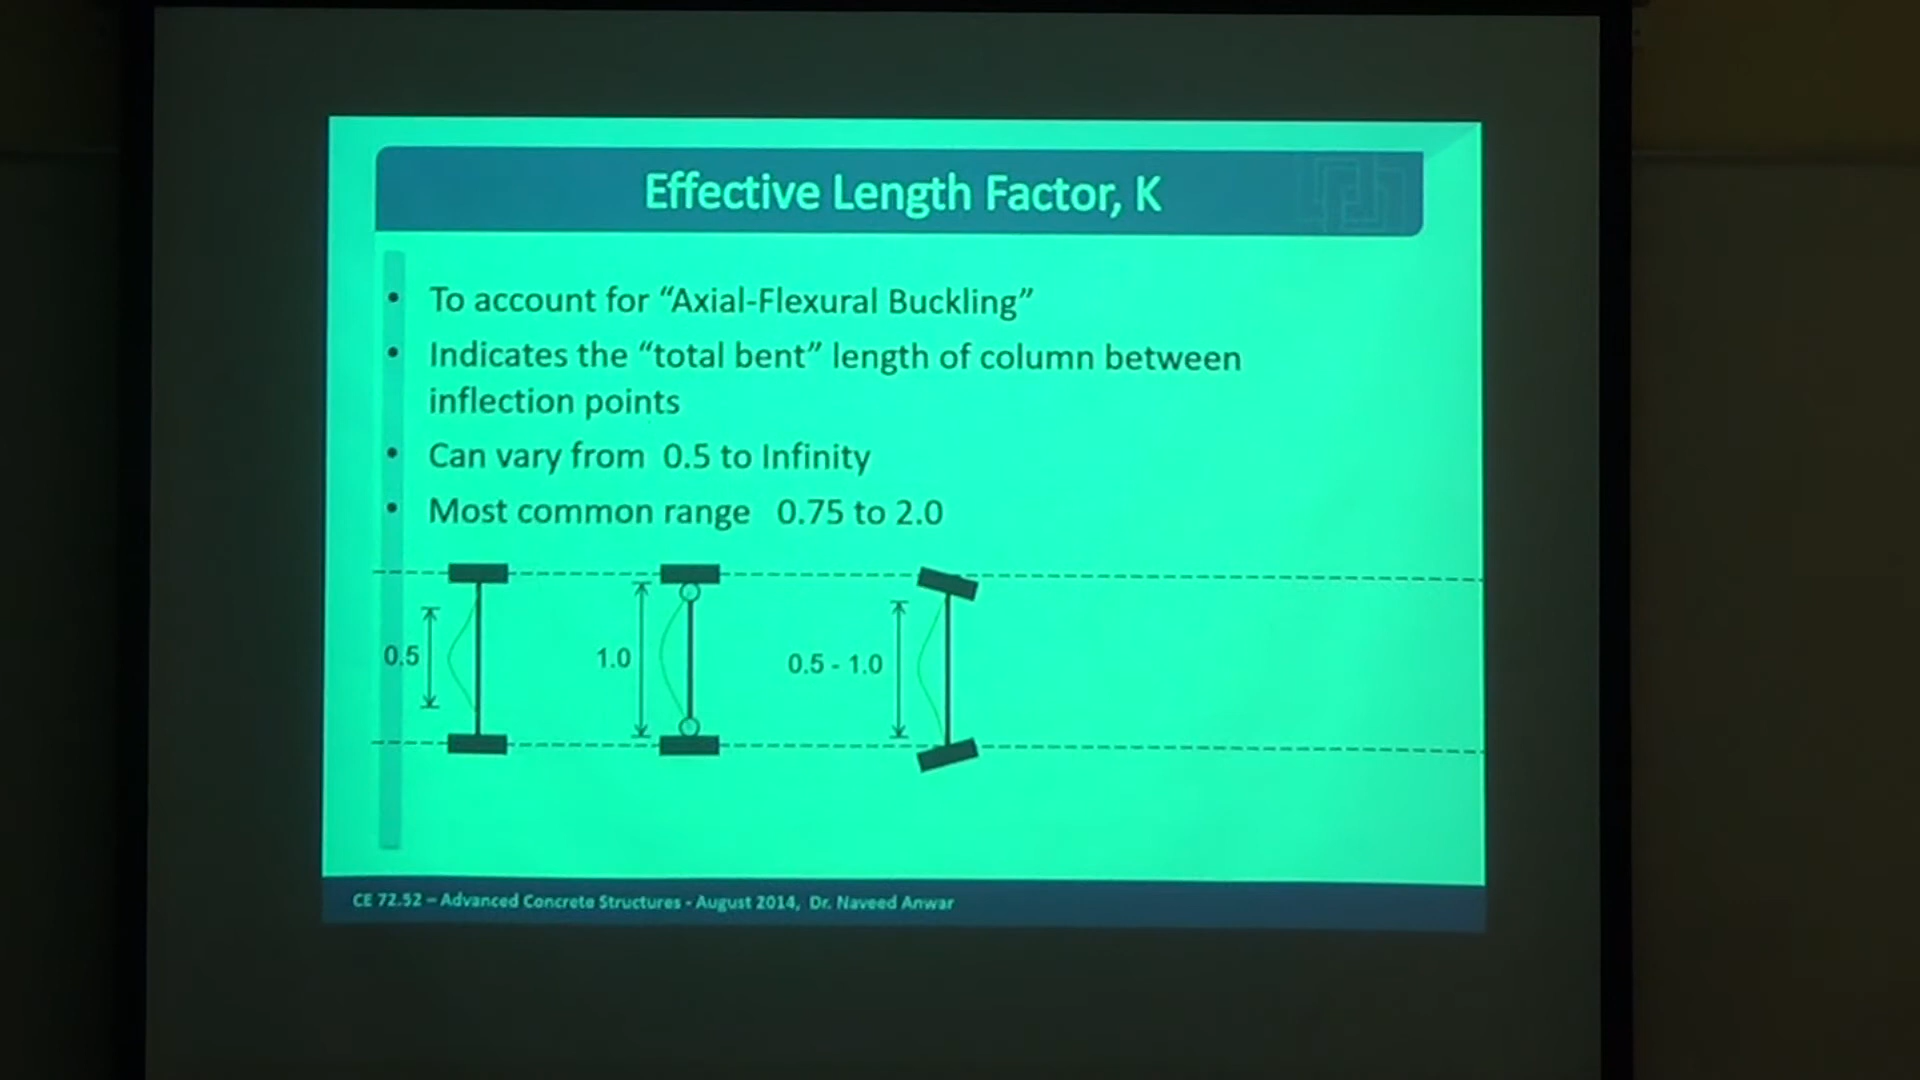 Effective Length Factor, K
• To account for “Axial-Flexural Buckling”
• Indicates the “total bent” length of column between
inflection points
• Can vary from 0.5 to Infinity
• Most common range 0.75 to 2.0
0.5
1.0
0.5 - 1.0
CE 72.52 – Advanced Concrete Structures - August 2014, Dr. Naveed Anwar